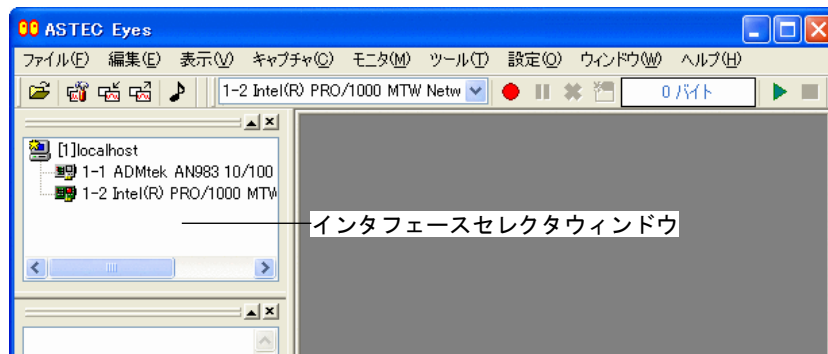 ASTEC Eyes
ファイル(F) 編集(E) 表示(V) キャプチャ(C) モニタ(M) ツール(T) 設定(O) ウィンドウ(W) ヘルプ(H)
1-2 Intel(R) PRO/1000 MTW Netw 0 バイト
[1]localhost
1-1 ADMtek AN983 10/100
1-2 Intel(R) PRO/1000 MTW
インタフェースセレクタウィンドウ